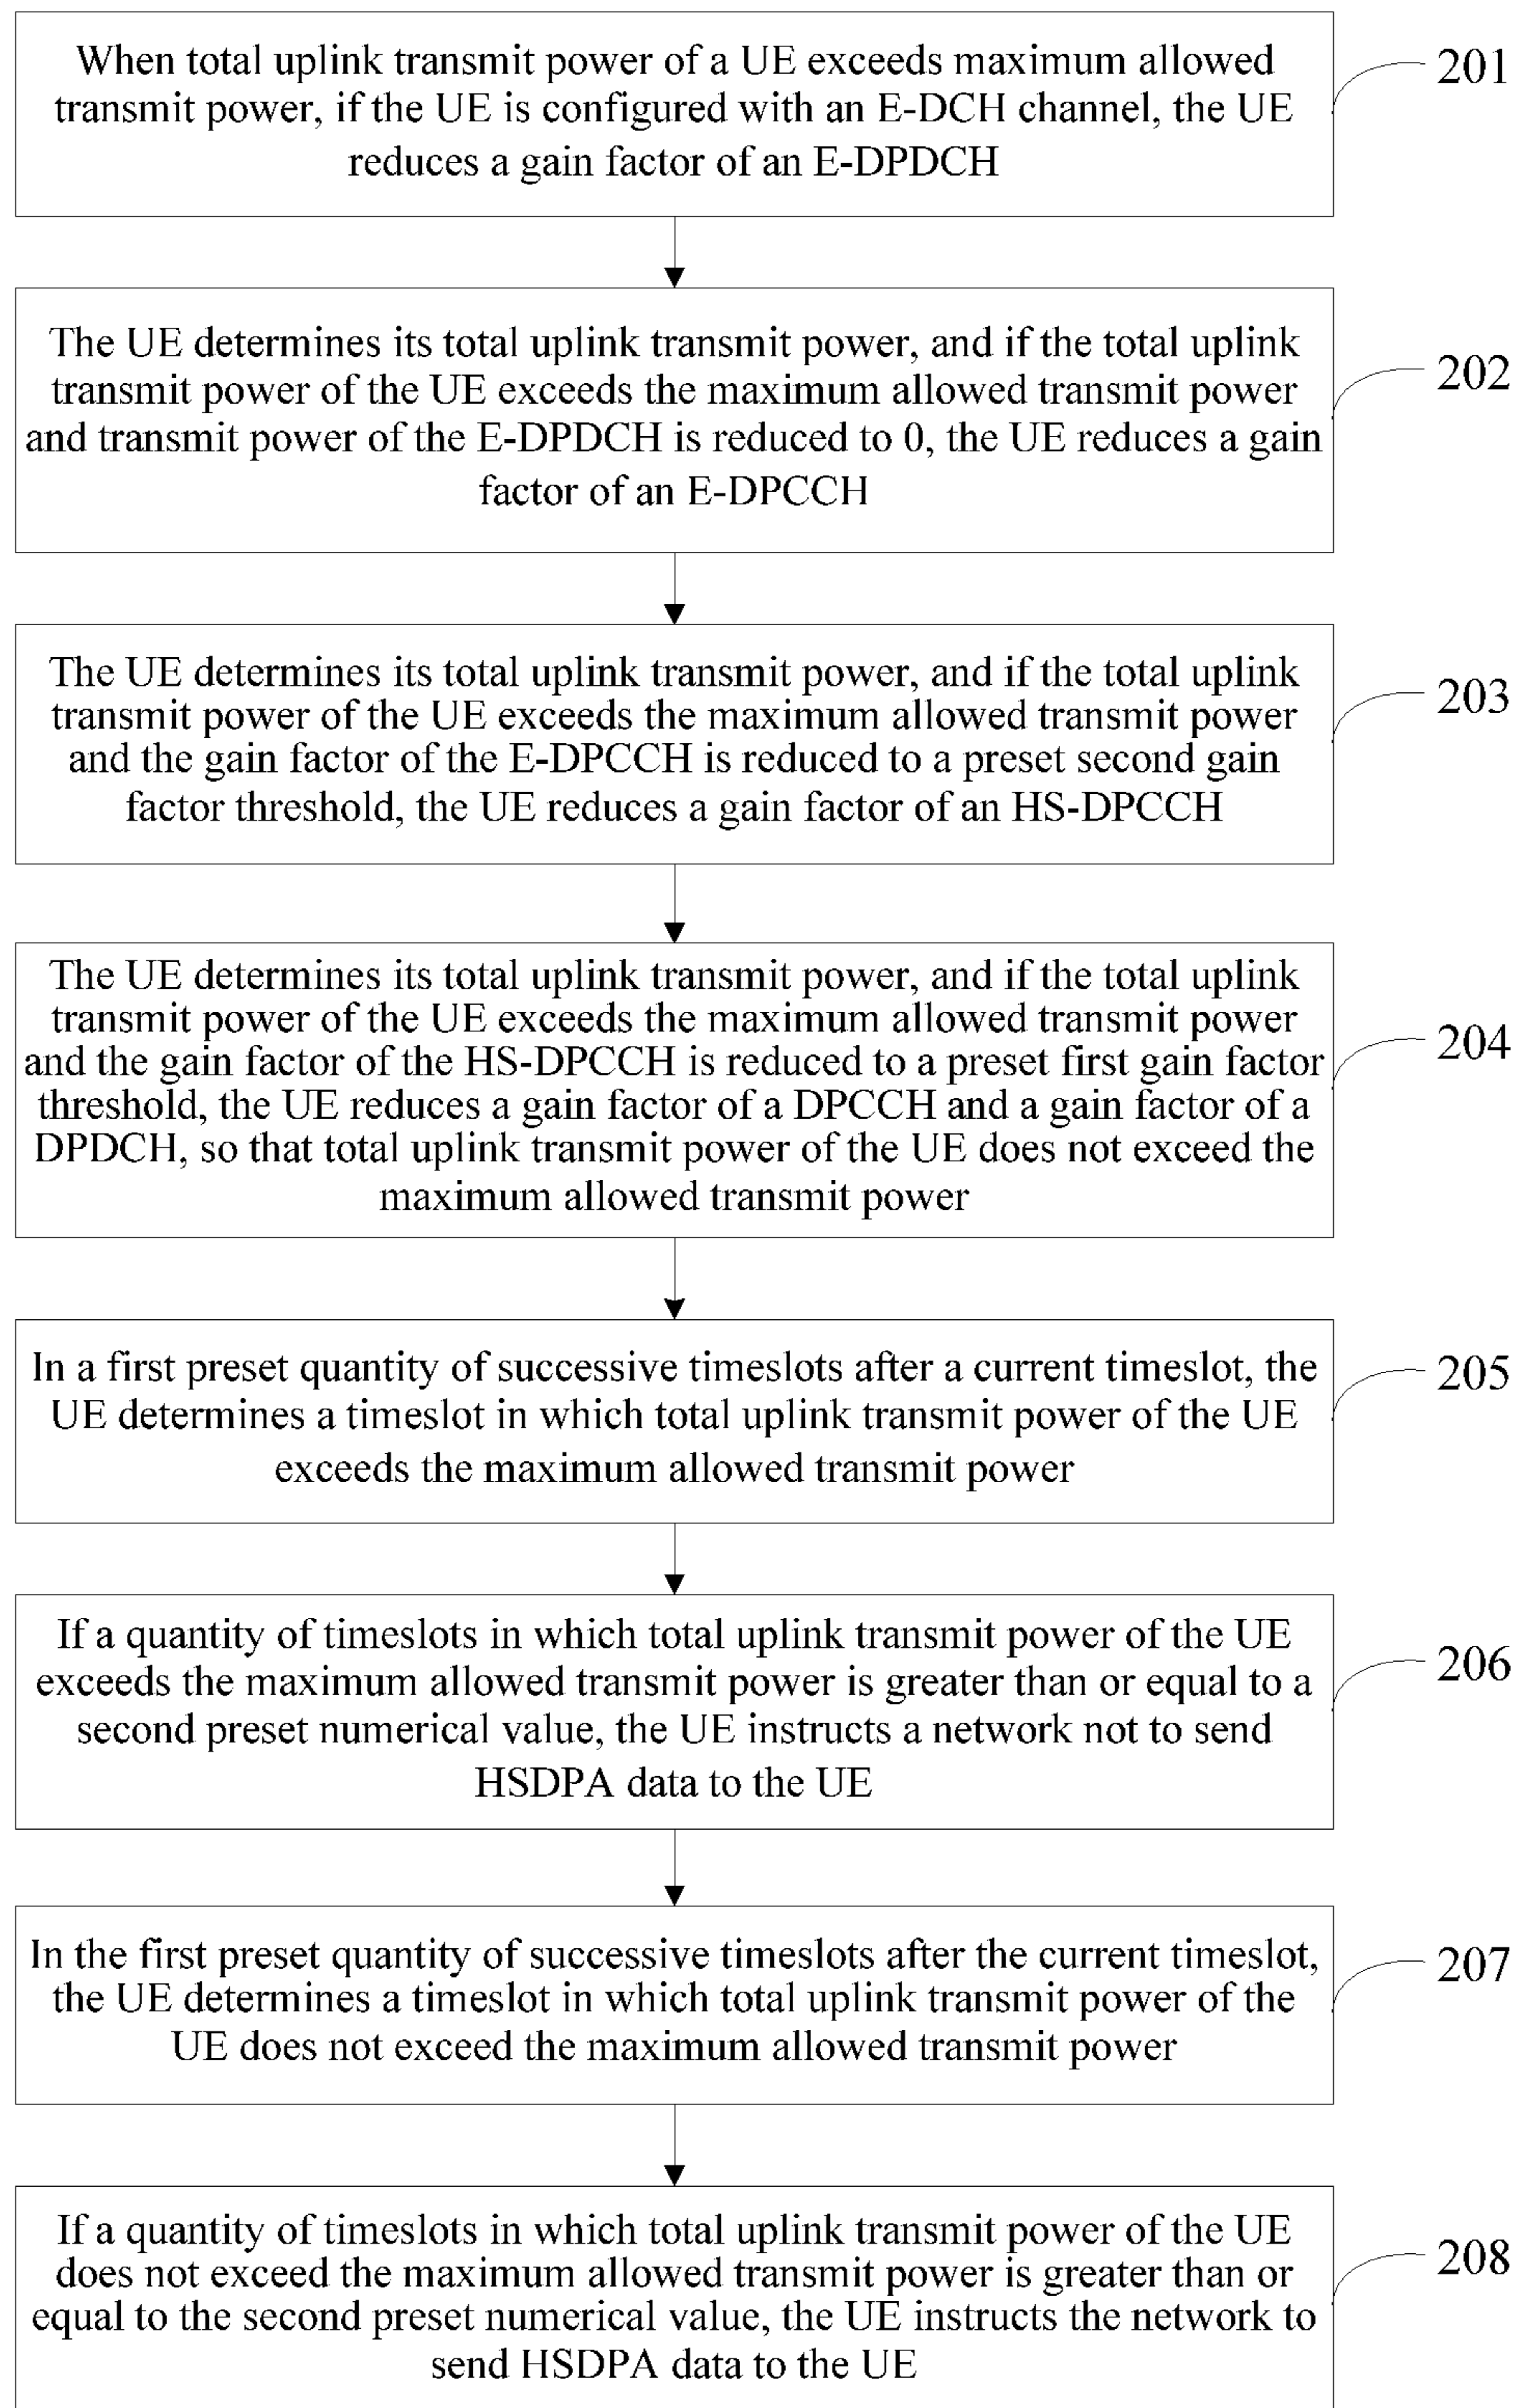 When total uplink transmit power of a UE exceeds maximum allowed
transmit power, if the UE is configured with an E-DCH channel, the UE
reduces a gain factor of an E-DPDCH
201
The UE determines its total uplink transmit power, and if the total uplink
transmit power of the UE exceeds the maximum allowed transmit power
and transmit power of the E-DPDCH is reduced to 0, the UE reduces a gain
factor of an E-DPCCH
202
The UE determines its total uplink transmit power, and if the total uplink
transmit power of the UE exceeds the maximum allowed transmit power
and the gain factor of the E-DPCCH is reduced to a preset second gain
factor threshold, the UE reduces a gain factor of an HS-DPCCH
203
The UE determines its total uplink transmit power, and if the total uplink
transmit power of the UE exceeds the maximum allowed transmit power
and the gain factor of the HS-DPCCH is reduced to a preset first gain factor
threshold, the UE reduces a gain factor of a DPCCH and a gain factor of a
DPDCH, so that total uplink transmit power of the UE does not exceed the
maximum allowed transmit power
204
In a first preset quantity of successive timeslots after a current timeslot, the
UE determines a timeslot in which total uplink transmit power of the UE
exceeds the maximum allowed transmit power
205
If a quantity of timeslots in which total uplink transmit power of the UE
exceeds the maximum allowed transmit power is greater than or equal to a
second preset numerical value, the UE instructs a network not to send
HSDPA data to the UE
206
In the first preset quantity of successive timeslots after the current timeslot,
the UE determines a timeslot in which total uplink transmit power of the
UE does not exceed the maximum allowed transmit power
207
If a quantity of timeslots in which total uplink transmit power of the UE
does not exceed the maximum allowed transmit power is greater than or
equal to the second preset numerical value, the UE instructs the network to
send HSDPA data to the UE
208